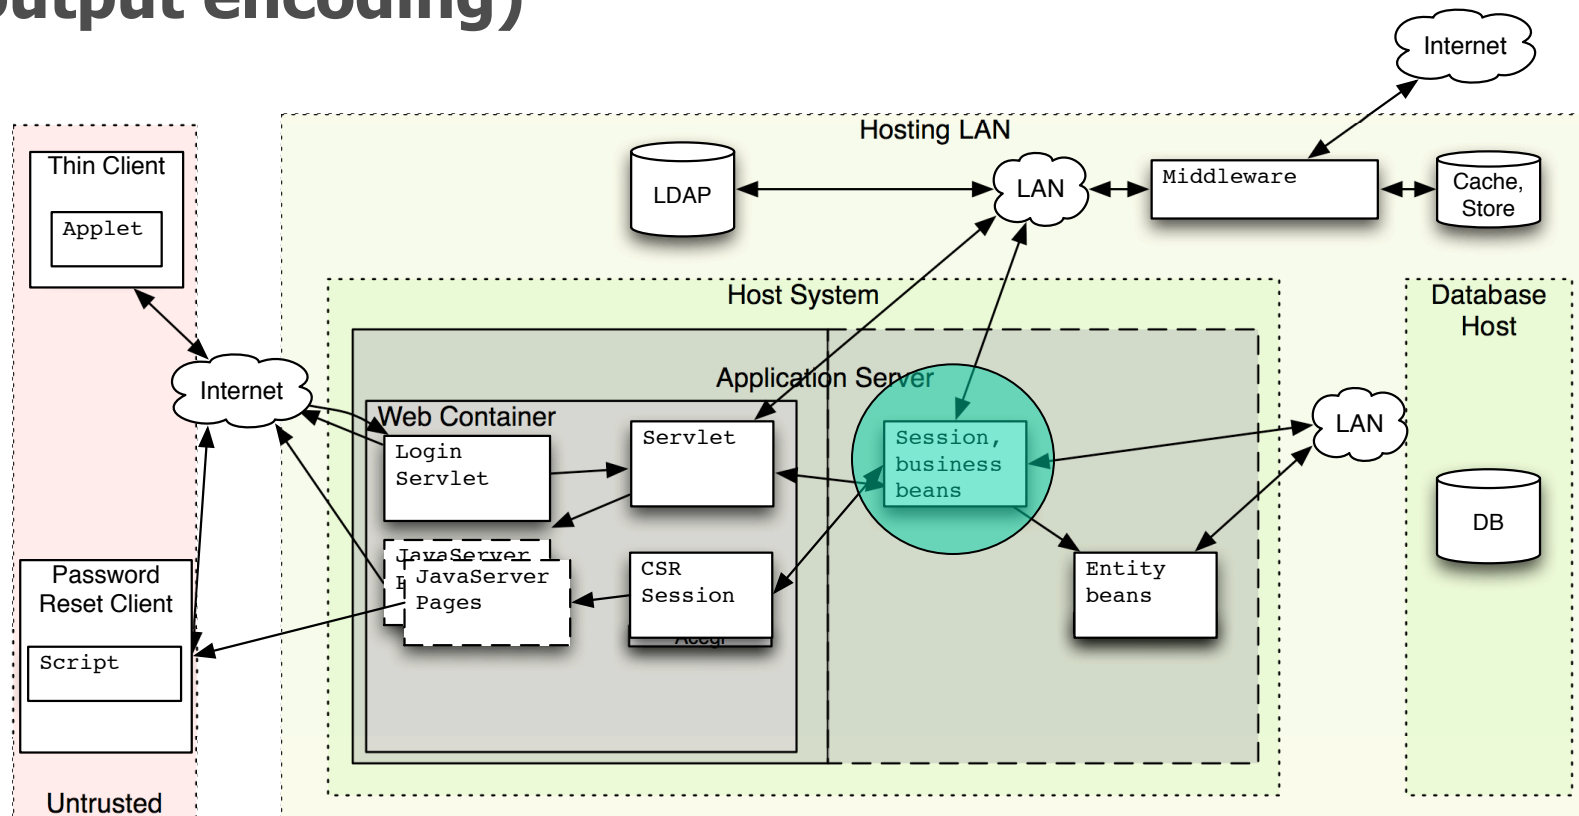 output encoding)
Internet
Hosting LAN
Thin Client
Applet
LDAP
LAN
Middleware
Cache,
Store
Host System
Database
Host
Internet
Application Server
Web Container
Login
Servlet
Servlet
Session,
business
beans
LAN
DB
JavaServer
JavaServer
Pages
CSR
Session
Entity
beans
Password
Reset Client
Script
Untrusted